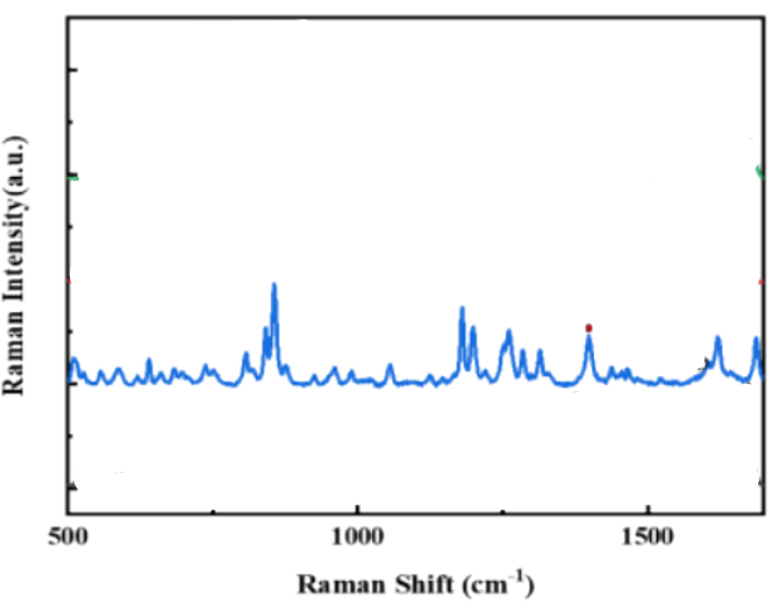 Raman Intensity(a.u.)
500 1000 1500
Raman Shift (cm⁻¹)